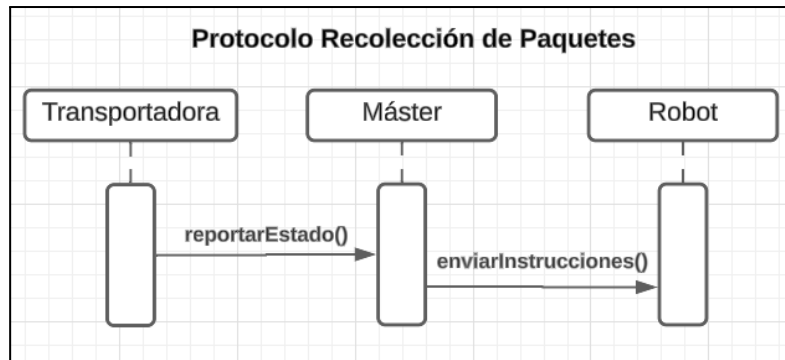 Protocolo Recolección de Paquetes
Transportadora
Máster
Robot
reportarEstado()
enviarInstrucciones()